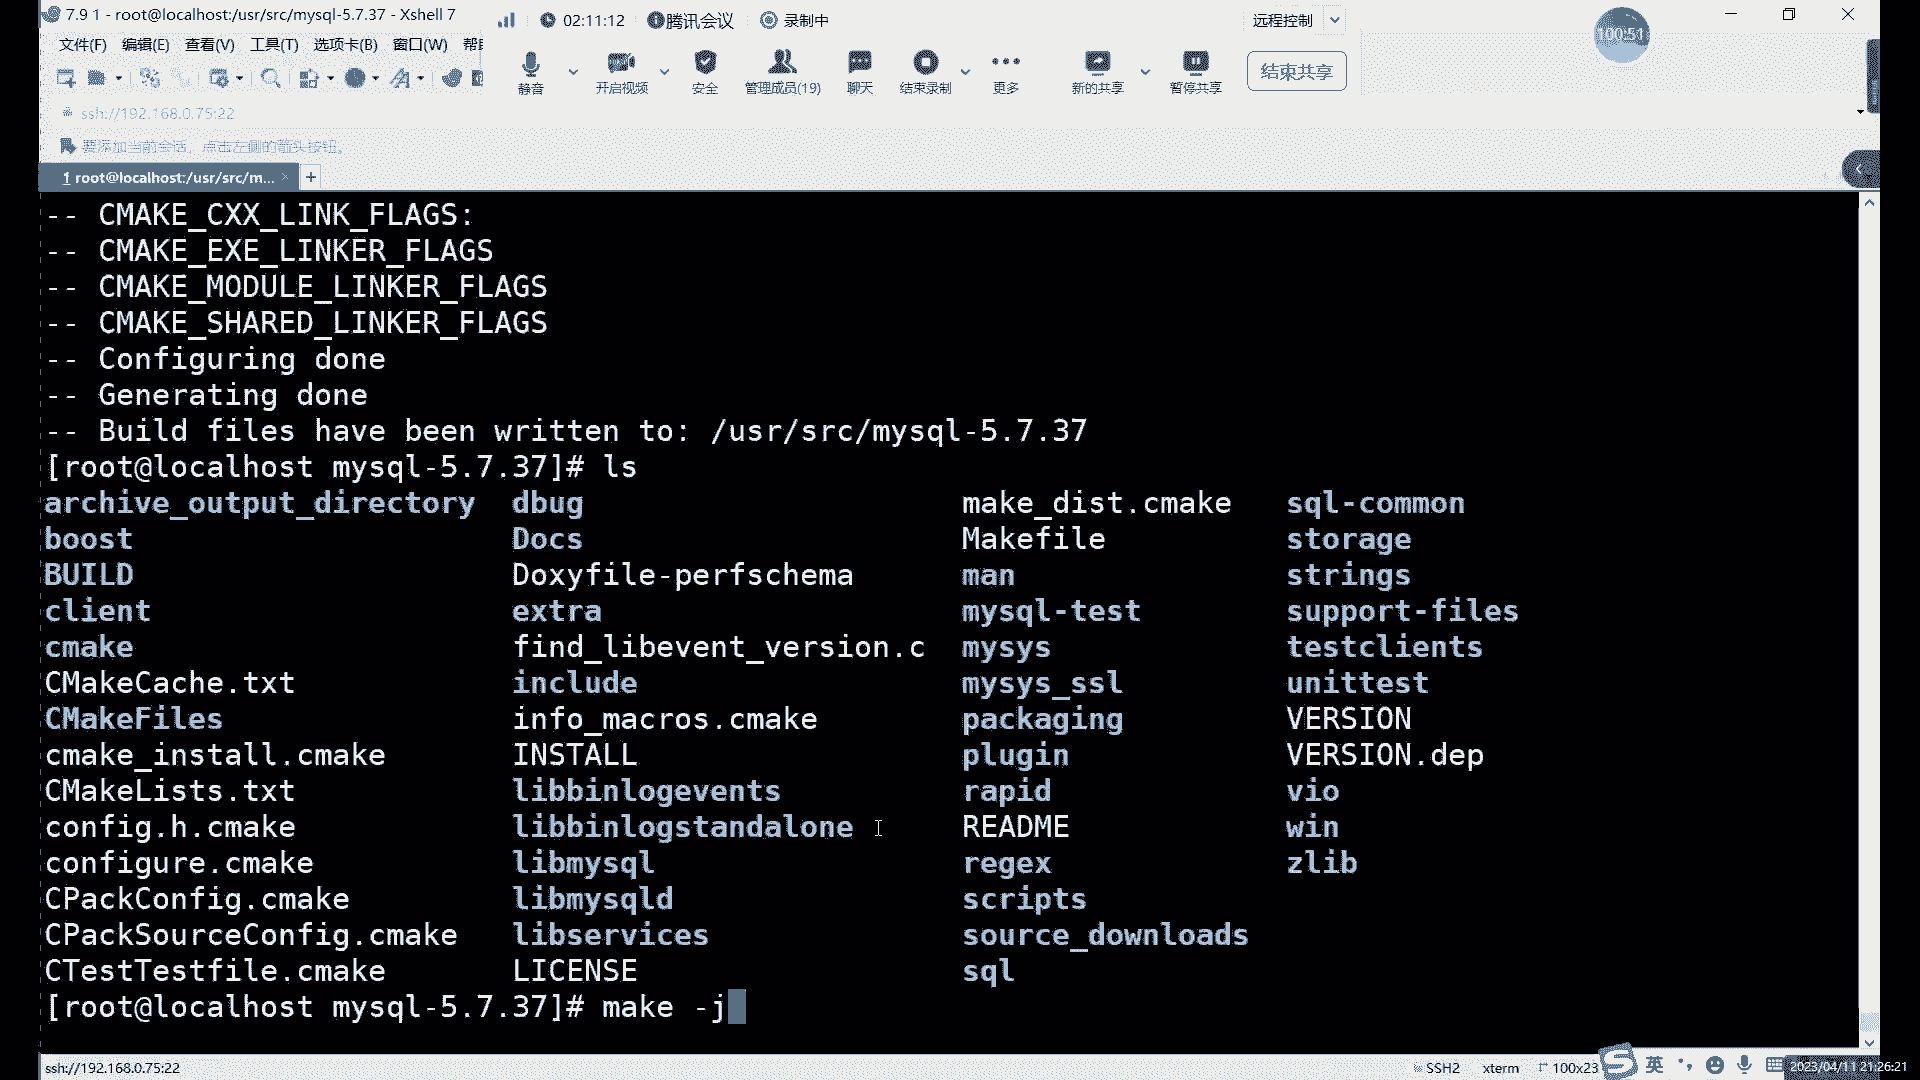 7.9 1 - root@localhost:/usr/src/mysql-5.7.37 - Xshell 7
02:11:12 腾讯会议 录制中
远程控制
100:51
文件(F) 编辑(E) 查看(V) 工具(T) 选项卡(B) 窗口(W) 帮
静音 开启视频 安全 管理成员(19) 聊天 结束录制 更多 新的共享 暂停共享 结束共享
ssh://192.168.0.75:22
要添加当前会话，点击左侧的箭头按钮。
1 root@localhost:/usr/src/m... × +
-- CMAKE_CXX_LINK_FLAGS:
-- CMAKE_EXE_LINKER_FLAGS
-- CMAKE_MODULE_LINKER_FLAGS
-- CMAKE_SHARED_LINKER_FLAGS
-- Configuring done
-- Generating done
-- Build files have been written to: /usr/src/mysql-5.7.37
[root@localhost mysql-5.7.37]# ls
archive_output_directory dbug make_dist.cmake sql-common
boost Docs Makefile storage
BUILD Doxyfile-perfschema man strings
client extra mysql-test support-files
cmake find_libevent_version.c mysys testclients
CMakeCache.txt include mysys_ssl unittest
CMakeFiles info_macros.cmake packaging VERSION
cmake_install.cmake INSTALL plugin VERSION.dep
CMakeLists.txt libbinlogevents rapid vio
config.h.cmake libbinlogstandalone README win
configure.cmake libmysql regex zlib
CPackConfig.cmake libmysqld scripts
CPackSourceConfig.cmake libservices source_downloads
CTestTestfile.cmake LICENSE sql
[root@localhost mysql-5.7.37]# make -j
ssh://192.168.0.75:22 SSH2 xterm 100x23 英 2023/04/11 21:26:21